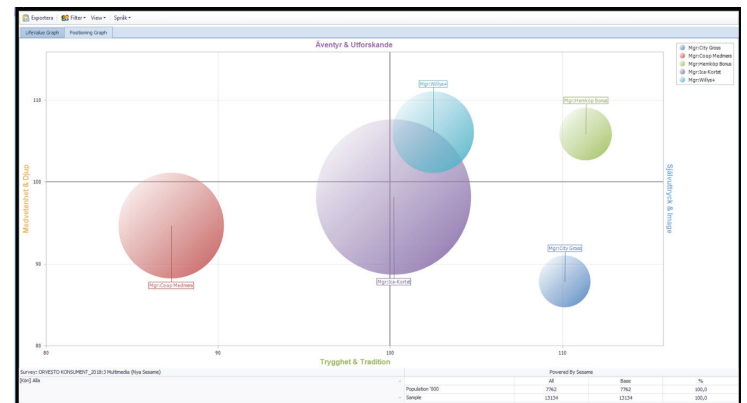 Exportera Filter View Språk
Lifevalue Graph Positioning Graph
Äventyr & Utforskande
Mgr:City Gross
Mgr:Coop Medmera
Mgr:Hemköp Bonus
Mgr:Ica-Kortet
Mgr:Willys+
Mgr:Willys+
Mgr:Hemköp Bonus
110
Medvetenhet & Djup
100
Självuttryck & Image
Mgr:City Gross
90
Mgr:Coop Medmera
Mgr:Ica-Kortet
80
80 90 100 110
Trygghet & Tradition
Survey: ORVESTO KONSUMENT_2018:3 Multimedia (Nya Sesame) Powered By Sesame
[Kön] Alla All Base %
Population '000 7762 7762 100,0
Sample 13134 13134 100,0